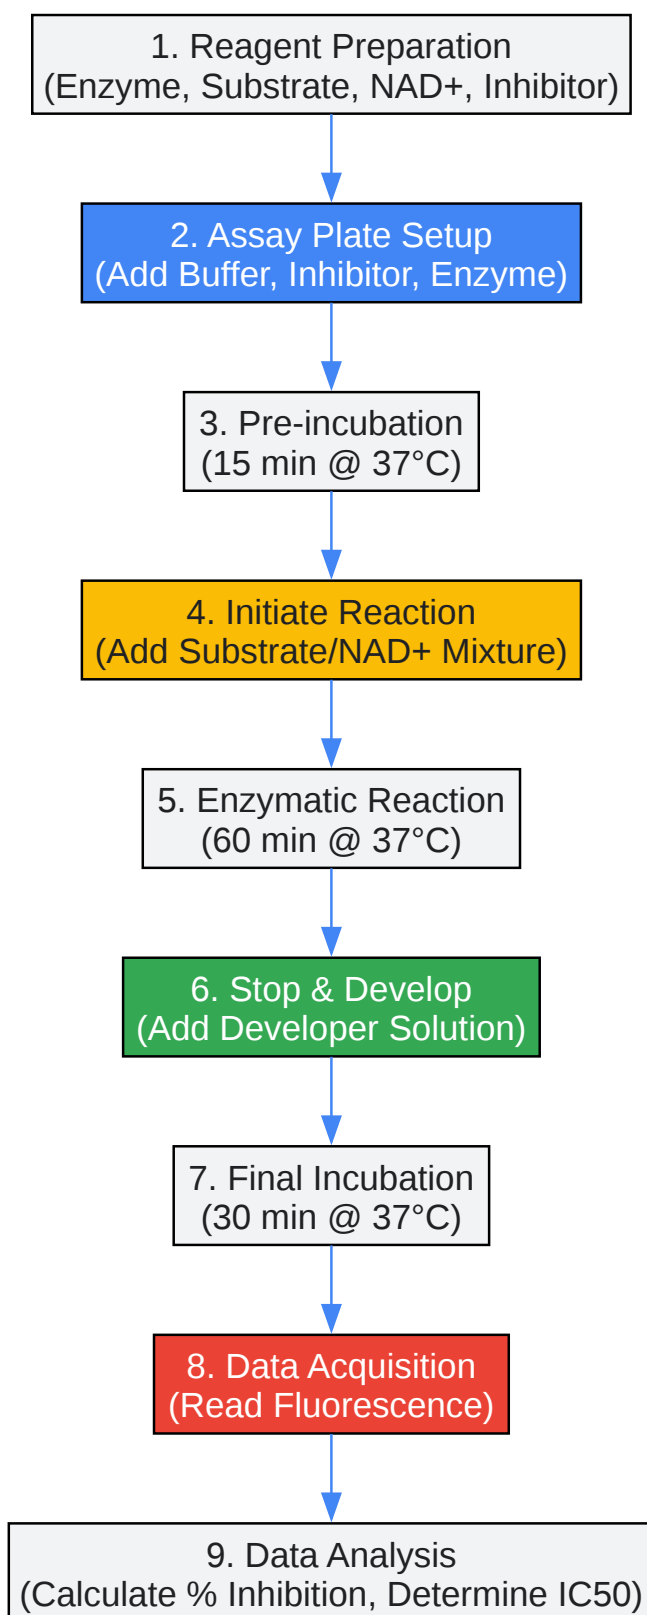 1. Reagent Preparation
(Enzyme, Substrate, NAD+, Inhibitor)
2. Assay Plate Setup
(Add Buffer, Inhibitor, Enzyme)
3. Pre-incubation
(15 min @ 37°C)
4. Initiate Reaction
(Add Substrate/NAD+ Mixture)
5. Enzymatic Reaction
(60 min @ 37°C)
6. Stop & Develop
(Add Developer Solution)
7. Final Incubation
(30 min @ 37°C)
8. Data Acquisition
(Read Fluorescence)
9. Data Analysis
(Calculate % Inhibition, Determine IC50)